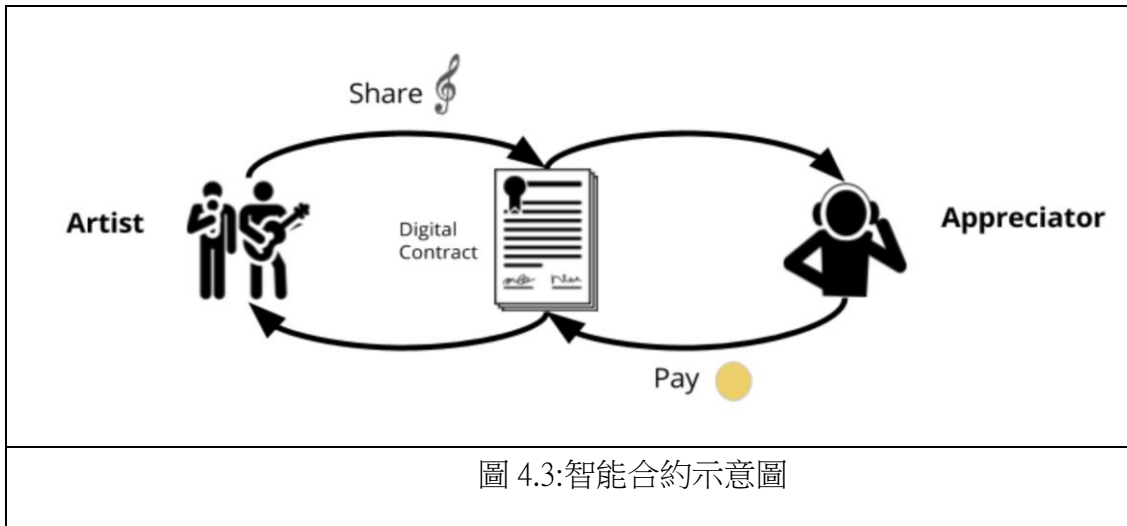 Share
Artist
Digital
Contract
Appreciator
Pay
圖 4.3:智能合約示意圖